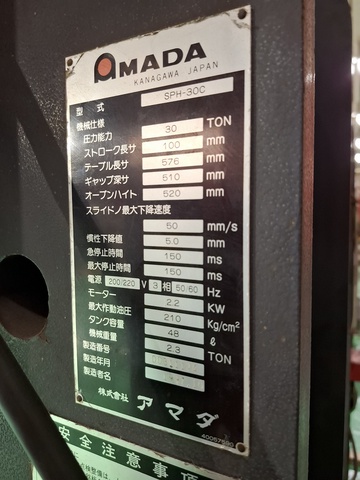 AMADA
KANAGAWA, JAPAN
型式 SPH-30C
機械仕様
圧力能力 30 TON
ストローク長サ 100 mm
テーブル長サ 576 mm
ギャップ深サ 510 mm
オープンハイト 520 mm
スライドノ最大下降速度
50 mm/s
慣性下降値 5.0 mm
急停止時間 150 ms
最大停止時間 150 ms
電源 200/220 V 3 相 50/60 Hz
モーター 2.2 KW
最大作動油圧 210 Kg/cm²
タンク容量 48 ℓ
機械重量 2.3 TON
製造番号
製造年月
製造者名
株式会社 アマダ
安全注意事項